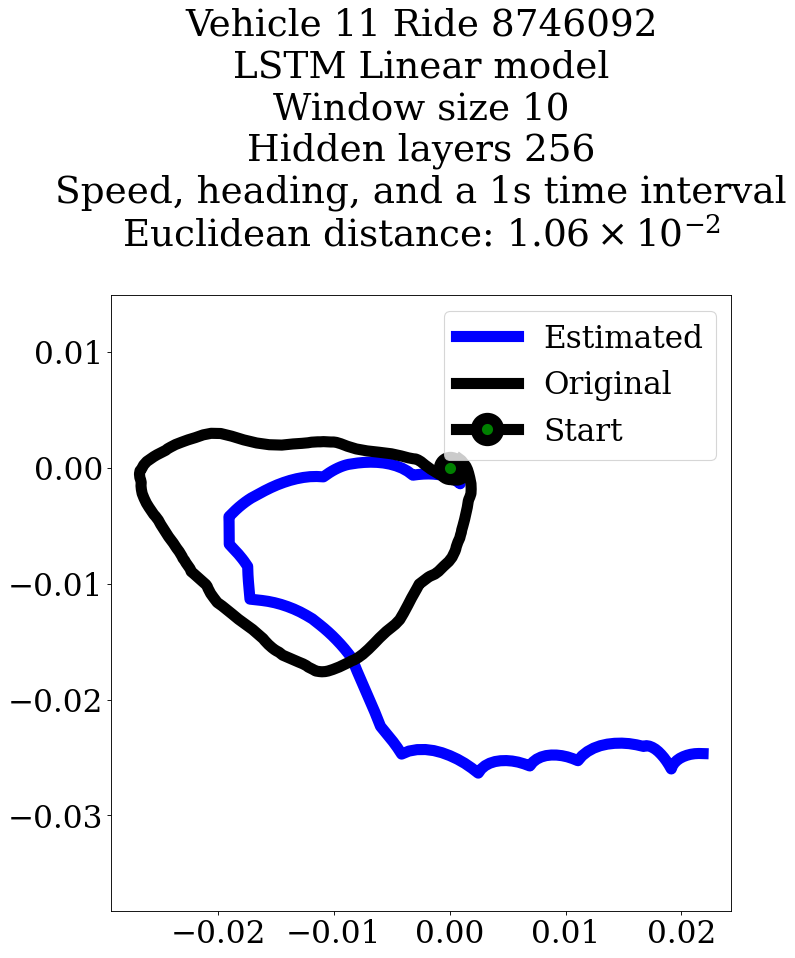 Vehicle 11 Ride 8746092
LSTM Linear model
Window size 10
Hidden layers 256
Speed, heading, and a 1s time interval
Euclidean distance: 1.06 × 10⁻²
Estimated
Original
Start
0.01
0.00
−0.01
−0.02
−0.03
−0.02 −0.01 0.00 0.01 0.02